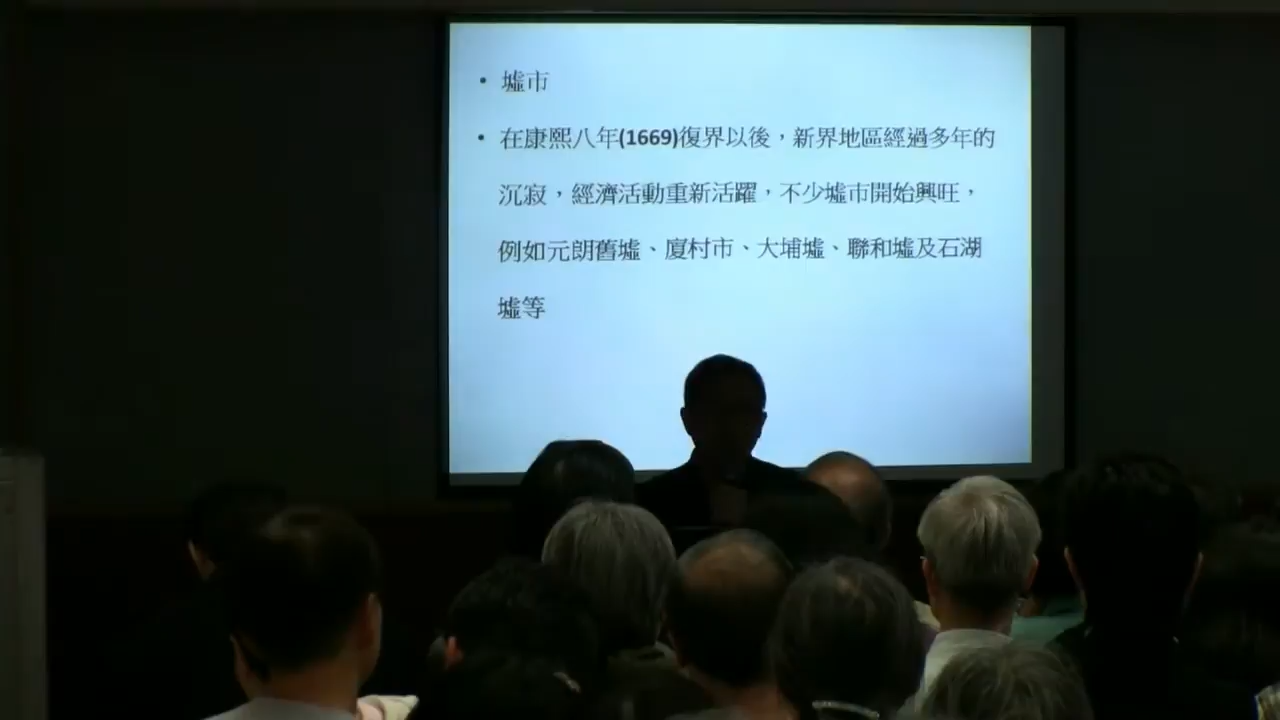 • 墟市
• 在康熙八年(1669)復界以後，新界地區經過多年的
沉寂，經濟活動重新活躍，不少墟市開始興旺，
例如元朗舊墟、廈村市、大埔墟、聯和墟及石湖
墟等